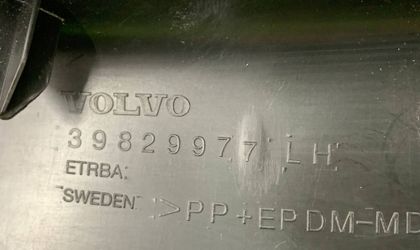 VOLVO
39829977 LH
ETRBA:
SWEDEN >PP+EPDM-MD